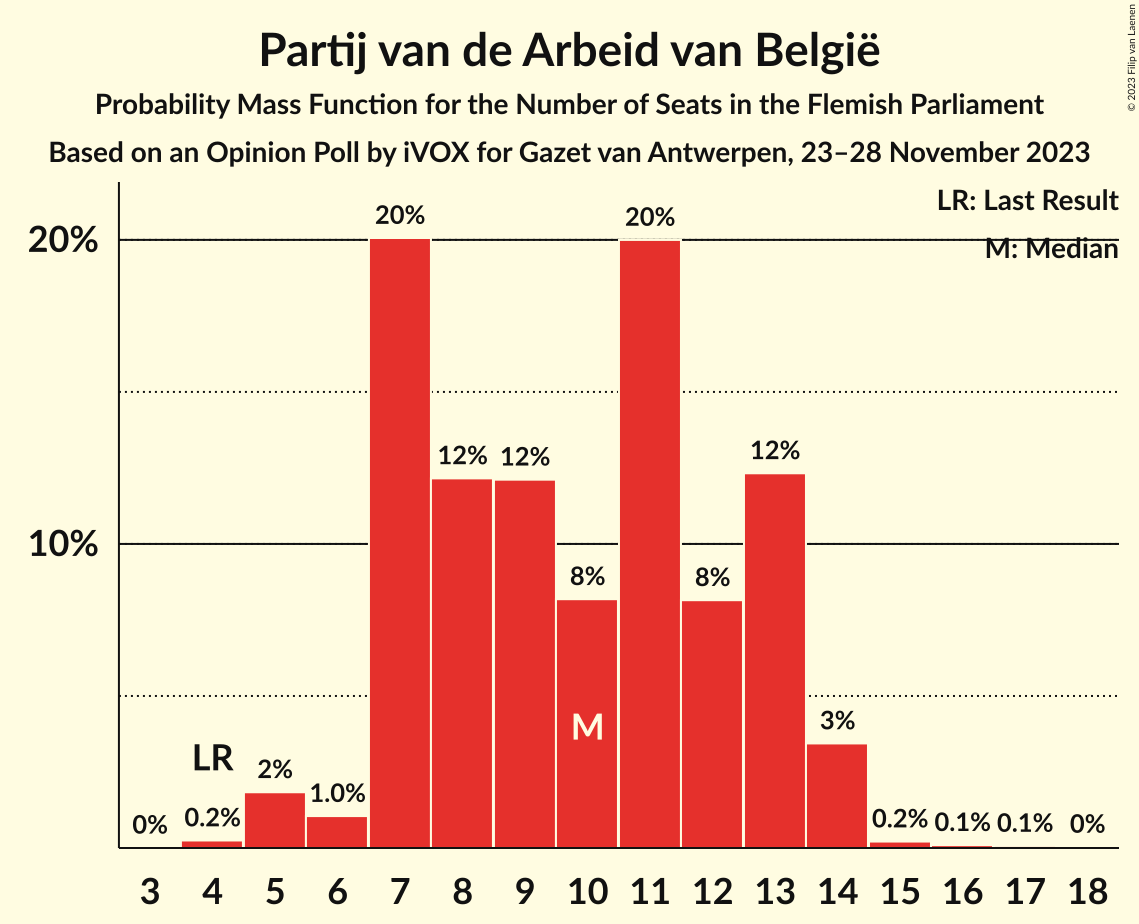 Partij van de Arbeid van België
Probability Mass Function for the Number of Seats in the Flemish Parliament
Based on an Opinion Poll by iVOX for Gazet van Antwerpen, 23–28 November 2023
© 2023 Filip van Laenen
LR: Last Result
M: Median
20%
10%
0%
0.2%
LR
2%
1.0%
20%
12%
12%
8%
M
20%
8%
12%
3%
0.2%
0.1%
0.1%
0%
3 4 5 6 7 8 9 10 11 12 13 14 15 16 17 18